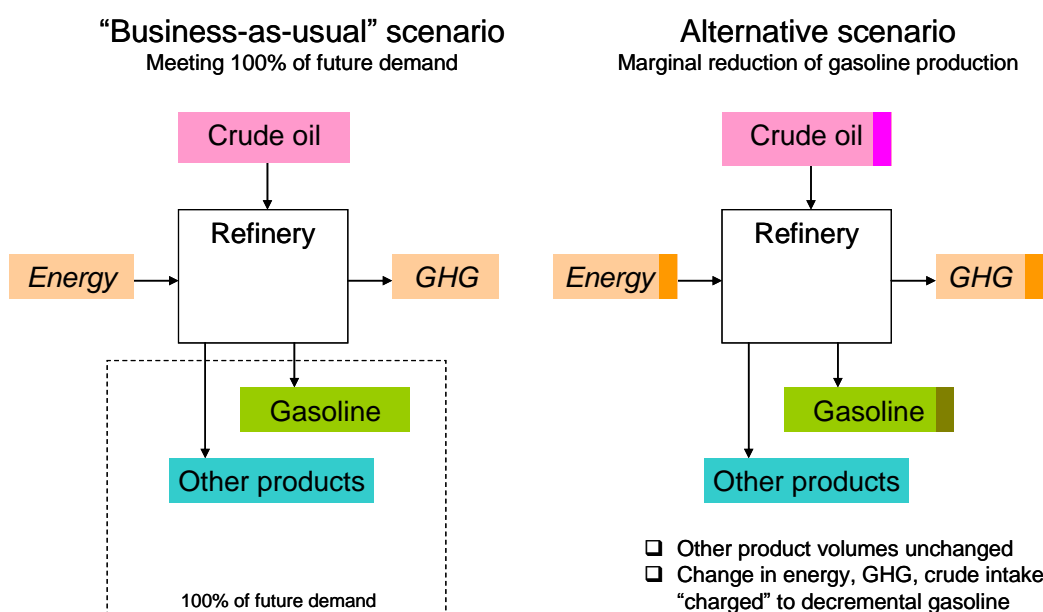 “Business-as-usual” scenario
Meeting 100% of future demand
Crude oil
Refinery
Energy
GHG
Gasoline
Other products
100% of future demand
Alternative scenario
Marginal reduction of gasoline production
Crude oil
Refinery
Energy
GHG
Gasoline
Other products
❑ Other product volumes unchanged
❑ Change in energy, GHG, crude intake
“charged” to decremental gasoline